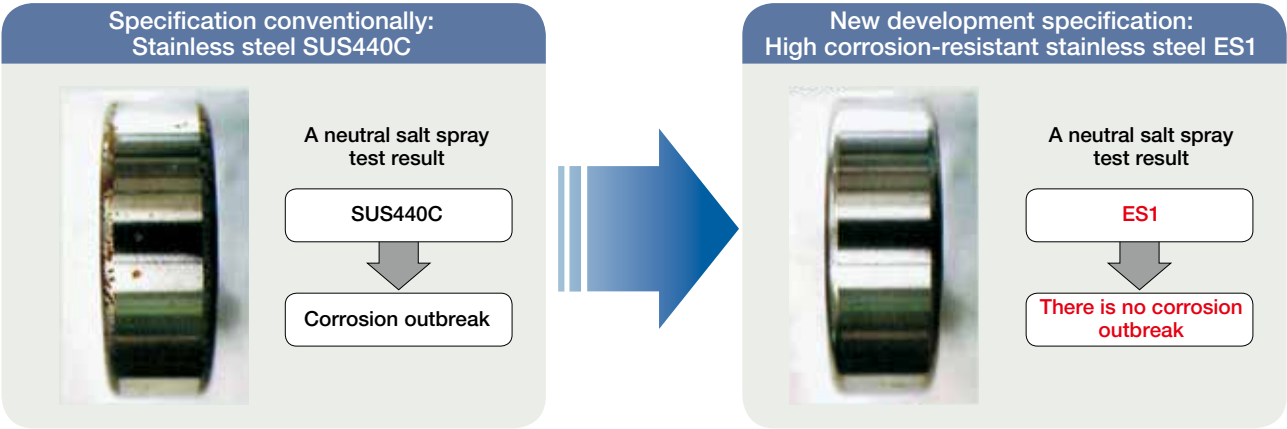 Specification conventionally:
Stainless steel SUS440C
A neutral salt spray
test result
SUS440C
Corrosion outbreak
New development specification:
High corrosion-resistant stainless steel ES1
A neutral salt spray
test result
ES1
There is no corrosion
outbreak